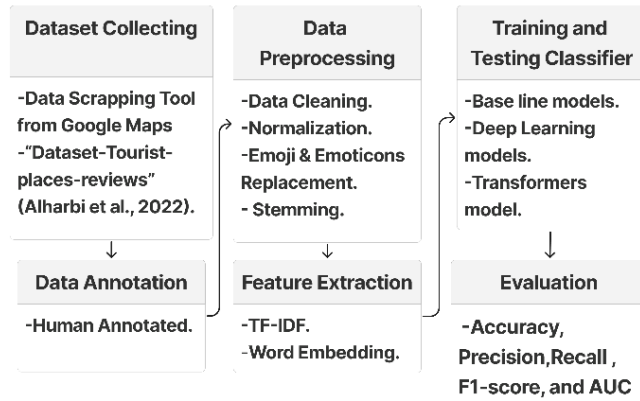 Dataset Collecting
-Data Scrapping Tool
from Google Maps
-“Dataset-Tourist-
places-reviews”
(Alharbi et al., 2022).
Data Annotation
-Human Annotated.
Data
Preprocessing
-Data Cleaning.
-Normalization.
-Emoji & Emoticons
Replacement.
- Stemming.
Feature Extraction
-TF-IDF.
-Word Embedding.
Training and
Testing Classifier
-Base line models.
-Deep Learning
models.
-Transformers
model.
Evaluation
-Accuracy,
Precision,Recall ,
F1-score, and AUC